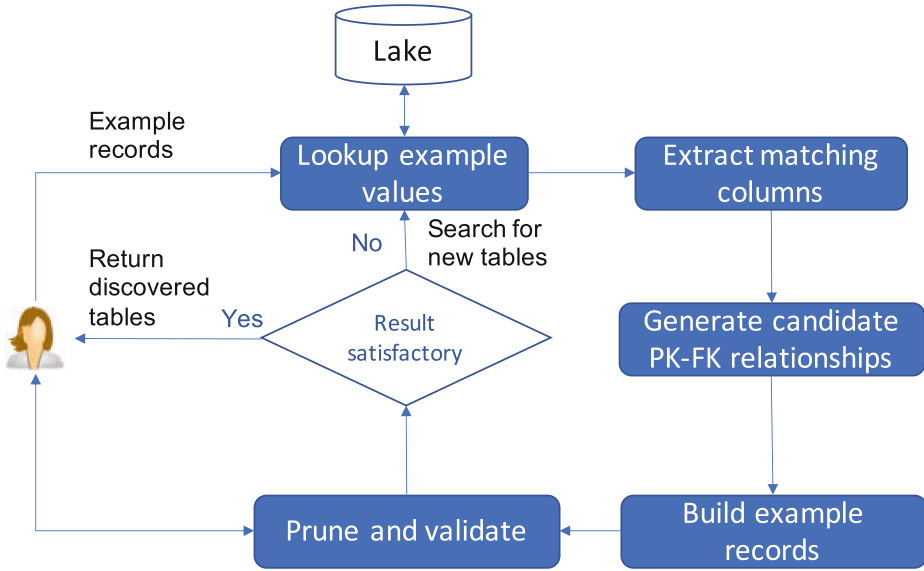 Lake
Example
records
Lookup example
values
Extract matching
columns
No
Search for
new tables
Return
discovered
tables
Yes
Result
satisfactory
Generate candidate
PK-FK relationships
Prune and validate
Build example
records